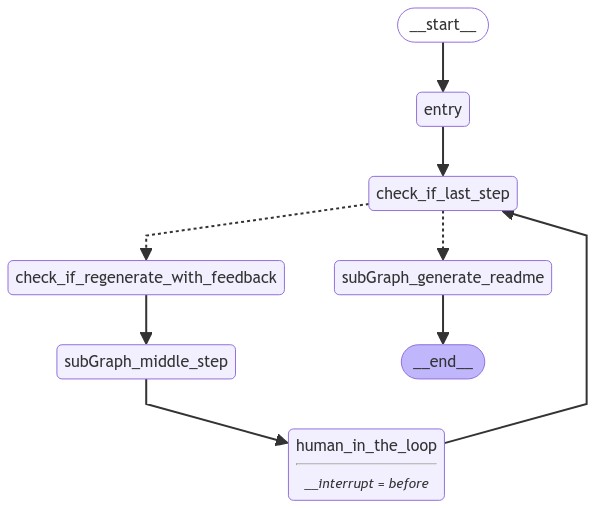 __start__
entry
check_if_last_step
check_if_regenerate_with_feedback
subGraph_generate_readme
subGraph_middle_step
__end__
human_in_the_loop
__interrupt = before